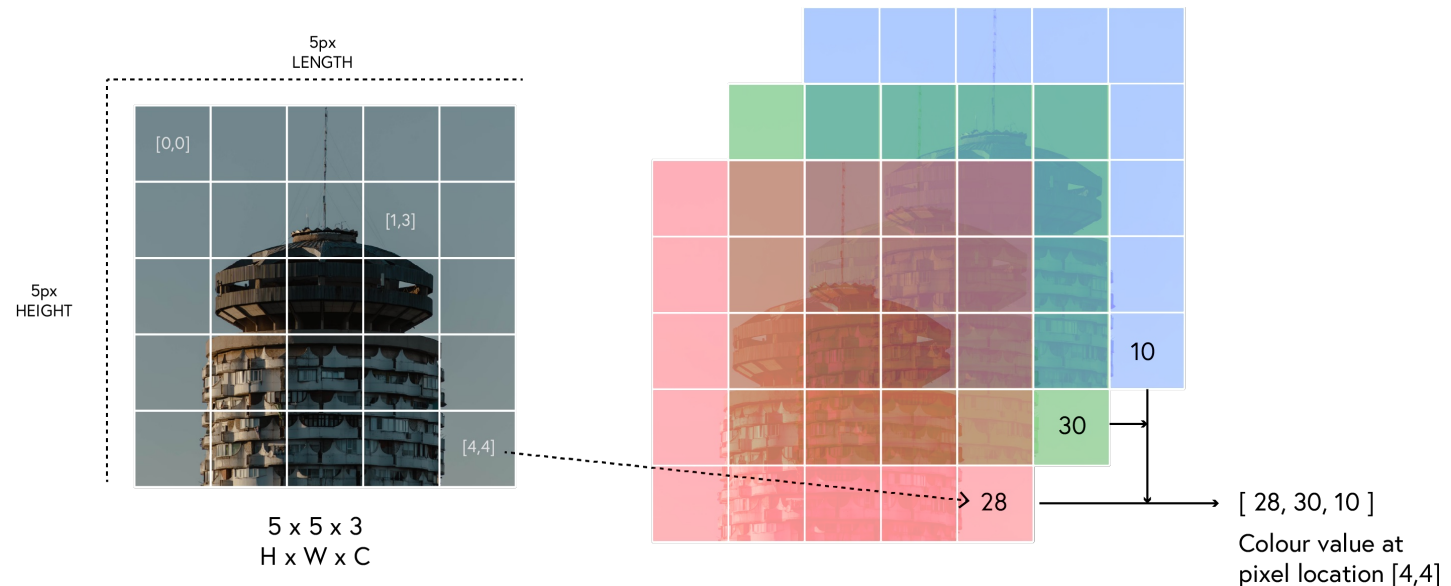 5px
LENGTH
[0,0]
[1,3]
5px
HEIGHT
[4,4]
5 x 5 x 3
H x W x C
10
30
28
[ 28, 30, 10 ]
Colour value at
pixel location [4,4]